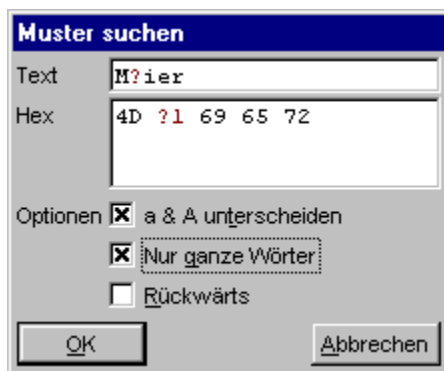 Muster suchen
Text M?ier
Hex 4D ?1 69 65 72
Optionen a & A unterscheiden
Nur ganze Wörter
Rückwärts
OK Abbrechen